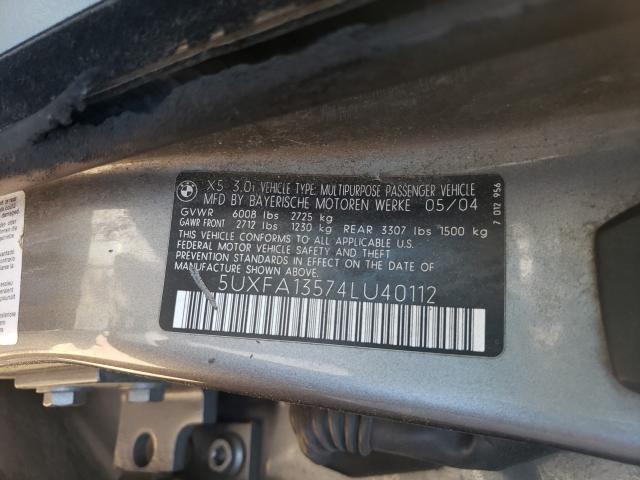 BMW
X5 3.0i VEHICLE TYPE: MULTIPURPOSE PASSENGER VEHICLE
MFD BY BAYERISCHE MOTOREN WERKE 05/04
GVWR 6008 lbs 2725 kg
GAWR FRONT 2712 lbs 1230 kg REAR 3307 lbs 1500 kg
THIS VEHICLE CONFORMS TO ALL APPLICABLE U.S.
FEDERAL MOTOR VEHICLE SAFETY AND THEFT
PREVENTION STANDARDS IN EFFECT ON THE DATE
OF MANUFACTURE SHOWN ABOVE.
5UXFA13574LU40112
7 012 956
damaged.